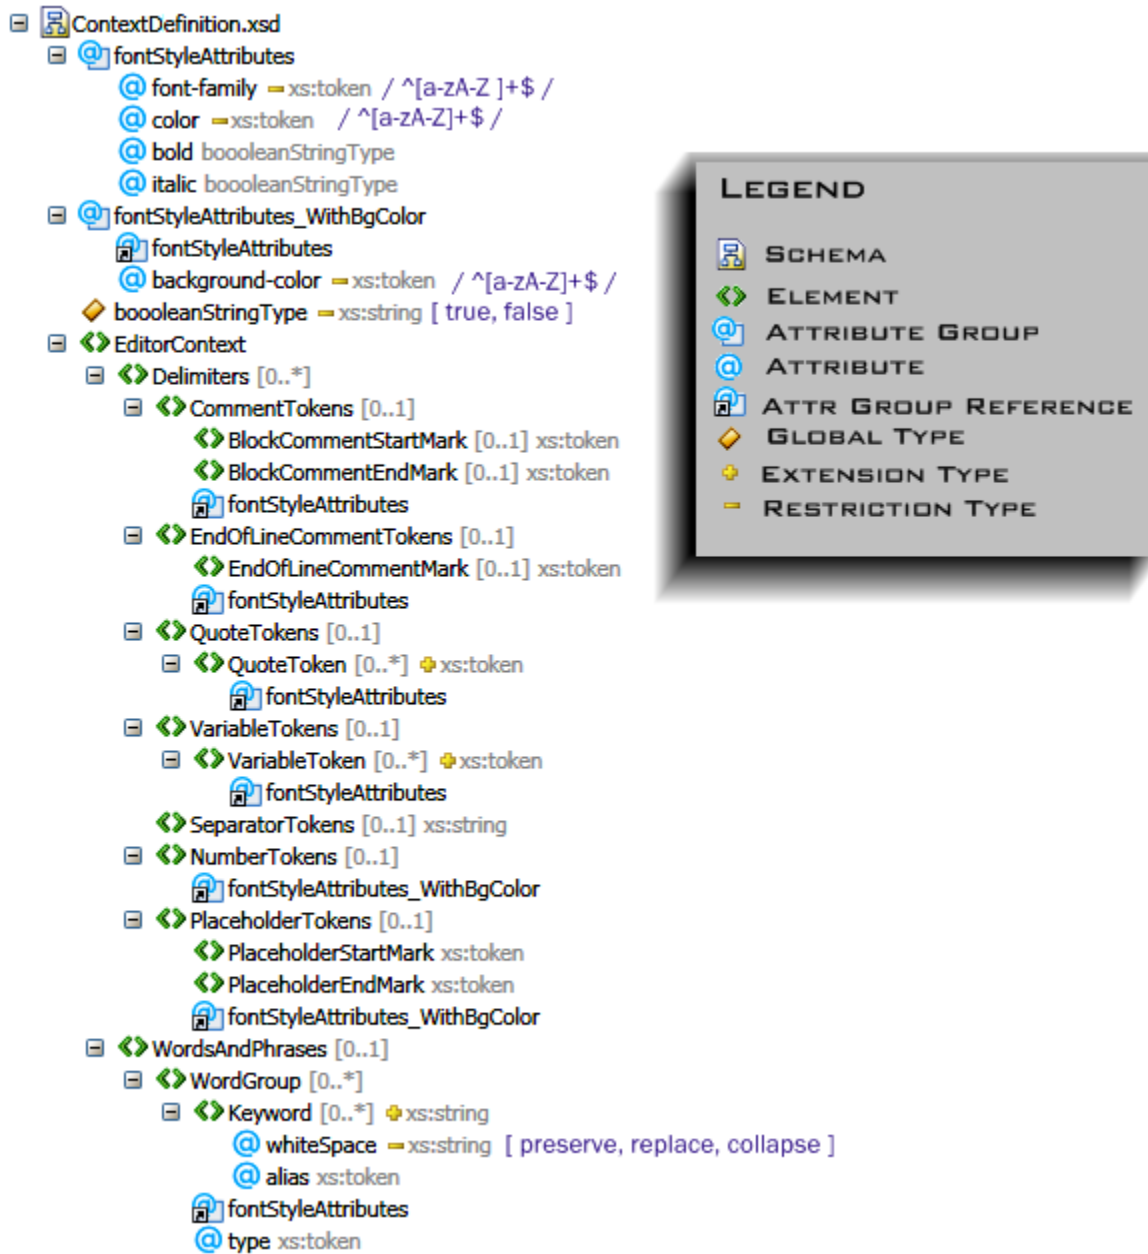 ContextDefinition.xsd
fontStyleAttributes
font-family xs:token / ^[a-zA-Z ]+$ /
color xs:token / ^[a-zA-Z]+$ /
bold boooleanStringType
italic boooleanStringType
fontStyleAttributes_WithBgColor
fontStyleAttributes
background-color xs:token / ^[a-zA-Z]+$ /
boooleanStringType xs:string [ true, false ]
EditorContext
Delimiters [0..*]
CommentTokens [0..1]
BlockCommentStartMark [0..1] xs:token
BlockCommentEndMark [0..1] xs:token
fontStyleAttributes
EndOfLineCommentTokens [0..1]
EndOfLineCommentMark [0..1] xs:token
fontStyleAttributes
QuoteTokens [0..1]
QuoteToken [0..*] xs:token
fontStyleAttributes
VariableTokens [0..1]
VariableToken [0..*] xs:token
fontStyleAttributes
SeparatorTokens [0..1] xs:string
NumberTokens [0..1]
fontStyleAttributes_WithBgColor
PlaceholderTokens [0..1]
PlaceholderStartMark xs:token
PlaceholderEndMark xs:token
fontStyleAttributes_WithBgColor
WordsAndPhrases [0..1]
WordGroup [0..*]
Keyword [0..*] xs:string
whiteSpace xs:string [ preserve, replace, collapse ]
alias xs:token
fontStyleAttributes
type xs:token
LEGEND
SCHEMA
ELEMENT
ATTRIBUTE GROUP
ATTRIBUTE
ATTR GROUP REFERENCE
GLOBAL TYPE
EXTENSION TYPE
RESTRICTION TYPE